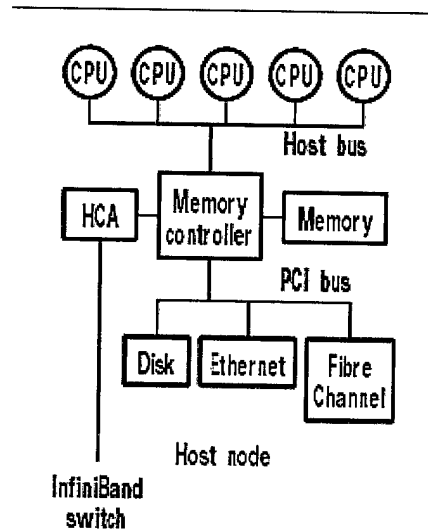 CPU CPU CPU CPU CPU
Host bus
HCA
Memory
controller
Memory
PCI bus
Disk
Ethernet
Fibre
Channel
Host node
InfiniBand
switch